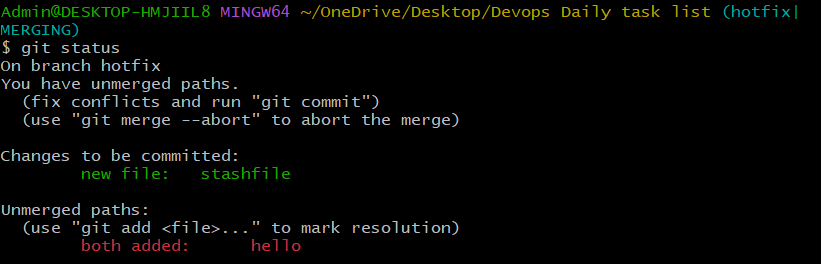 Admin@DESKTOP-HMJIIL8 MINGW64 ~/OneDrive/Desktop/Devops Daily task list (hotfix|
MERGING)
$ git status
On branch hotfix
You have unmerged paths.
  (fix conflicts and run "git commit")
  (use "git merge --abort" to abort the merge)
Changes to be committed:
        new file:   stashfile
Unmerged paths:
  (use "git add <file>..." to mark resolution)
        both added:      hello